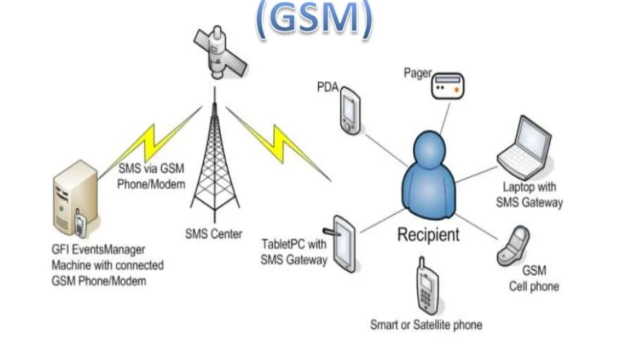 (GSM)
PDA
Pager
SMS via GSM
Phone/Modem
Laptop with
SMS Gateway
SMS Center
TabletPC with
SMS Gateway
Recipient
GFI EventsManager
Machine with connected
GSM Phone/Modem
GSM
Cell phone
Smart or Satellite phone